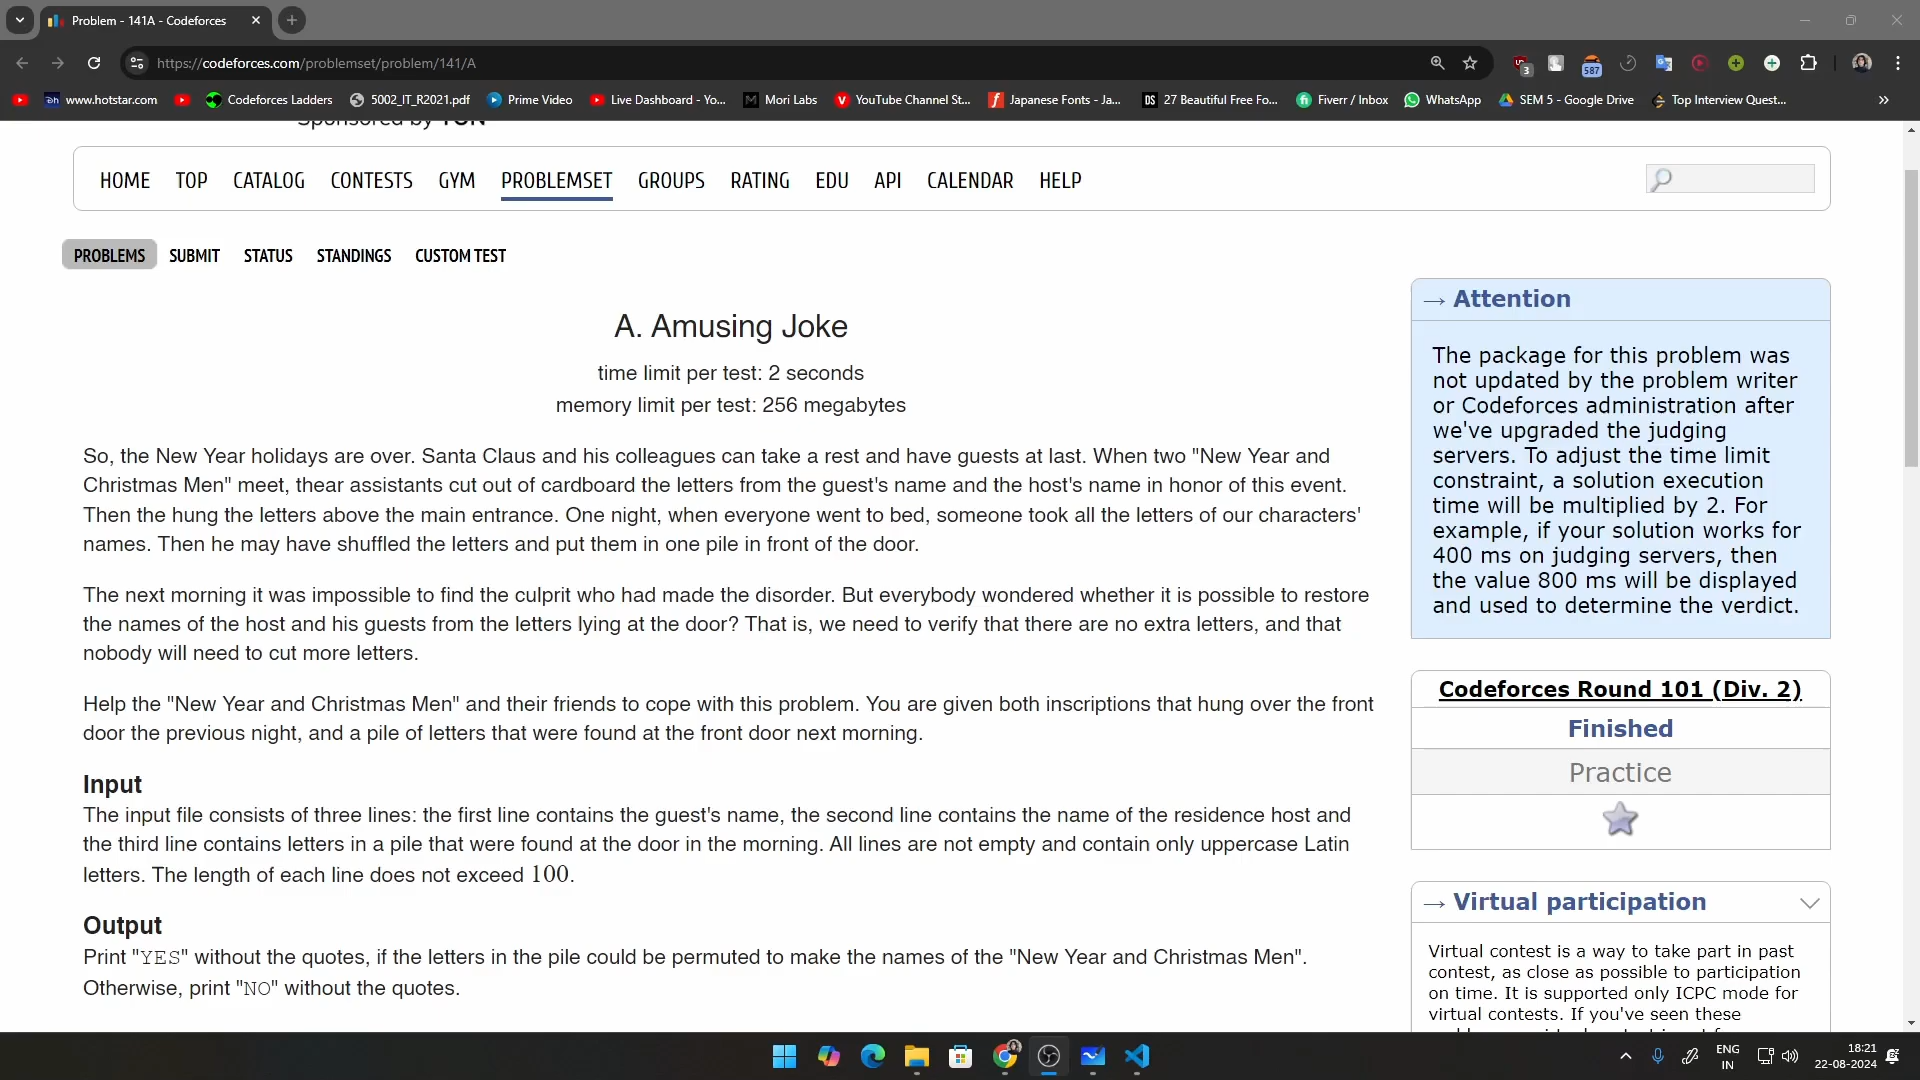 Problem - 141A - Codeforces
https://codeforces.com/problemset/problem/141/A
3
587
www.hotstar.com
Codeforces Ladders
5002_IT_R2021.pdf
Prime Video
Live Dashboard - Yo...
Mori Labs
YouTube Channel St...
Japanese Fonts - Ja...
DS
27 Beautiful Free Fo...
Fiverr / Inbox
WhatsApp
SEM 5 - Google Drive
Top Interview Quest...
Sponsored by TON
HOME TOP CATALOG CONTESTS GYM PROBLEMSET GROUPS RATING EDU API CALENDAR HELP
PROBLEMS SUBMIT STATUS STANDINGS CUSTOM TEST
A. Amusing Joke
time limit per test: 2 seconds
memory limit per test: 256 megabytes
So, the New Year holidays are over. Santa Claus and his colleagues can take a rest and have guests at last. When two "New Year and
Christmas Men" meet, thear assistants cut out of cardboard the letters from the guest's name and the host's name in honor of this event.
Then the hung the letters above the main entrance. One night, when everyone went to bed, someone took all the letters of our characters'
names. Then he may have shuffled the letters and put them in one pile in front of the door.
The next morning it was impossible to find the culprit who had made the disorder. But everybody wondered whether it is possible to restore
the names of the host and his guests from the letters lying at the door? That is, we need to verify that there are no extra letters, and that
nobody will need to cut more letters.
Help the "New Year and Christmas Men" and their friends to cope with this problem. You are given both inscriptions that hung over the front
door the previous night, and a pile of letters that were found at the front door next morning.
Input
The input file consists of three lines: the first line contains the guest's name, the second line contains the name of the residence host and
the third line contains letters in a pile that were found at the door in the morning. All lines are not empty and contain only uppercase Latin
letters. The length of each line does not exceed 100.
Output
Print "YES" without the quotes, if the letters in the pile could be permuted to make the names of the "New Year and Christmas Men".
Otherwise, print "NO" without the quotes.
→ Attention
The package for this problem was
not updated by the problem writer
or Codeforces administration after
we've upgraded the judging
servers. To adjust the time limit
constraint, a solution execution
time will be multiplied by 2. For
example, if your solution works for
400 ms on judging servers, then
the value 800 ms will be displayed
and used to determine the verdict.
Codeforces Round 101 (Div. 2)
Finished
Practice
→ Virtual participation
Virtual contest is a way to take part in past
contest, as close as possible to participation
on time. It is supported only ICPC mode for
virtual contests. If you've seen these
ENG
IN
18:21
22-08-2024